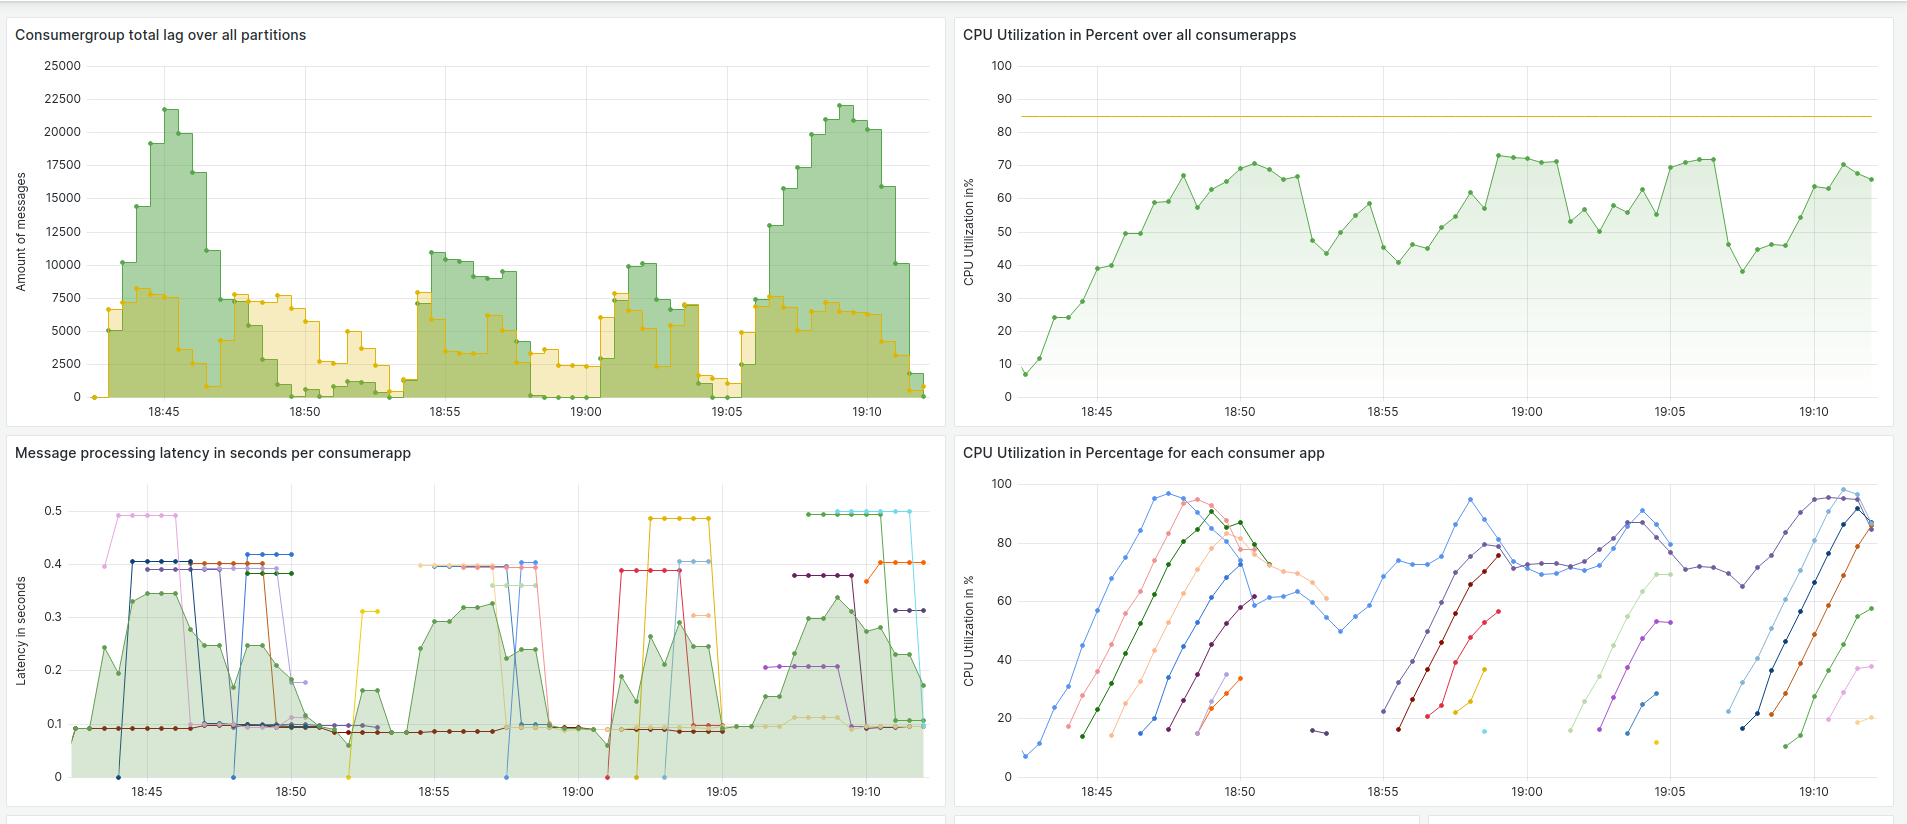 Consumergroup total lag over all partitions
Amount of messages
25000
22500
20000
17500
15000
12500
10000
7500
5000
2500
0
18:45 18:50 18:55 19:00 19:05 19:10
CPU Utilization in Percent over all consumerapps
CPU Utilization in%
100
90
80
70
60
50
40
30
20
10
0
18:45 18:50 18:55 19:00 19:05 19:10
Message processing latency in seconds per consumerapp
Latency in seconds
0.5
0.4
0.3
0.2
0.1
0
18:45 18:50 18:55 19:00 19:05 19:10
CPU Utilization in Percentage for each consumer app
CPU Utilization in %
100
80
60
40
20
0
18:45 18:50 18:55 19:00 19:05 19:10